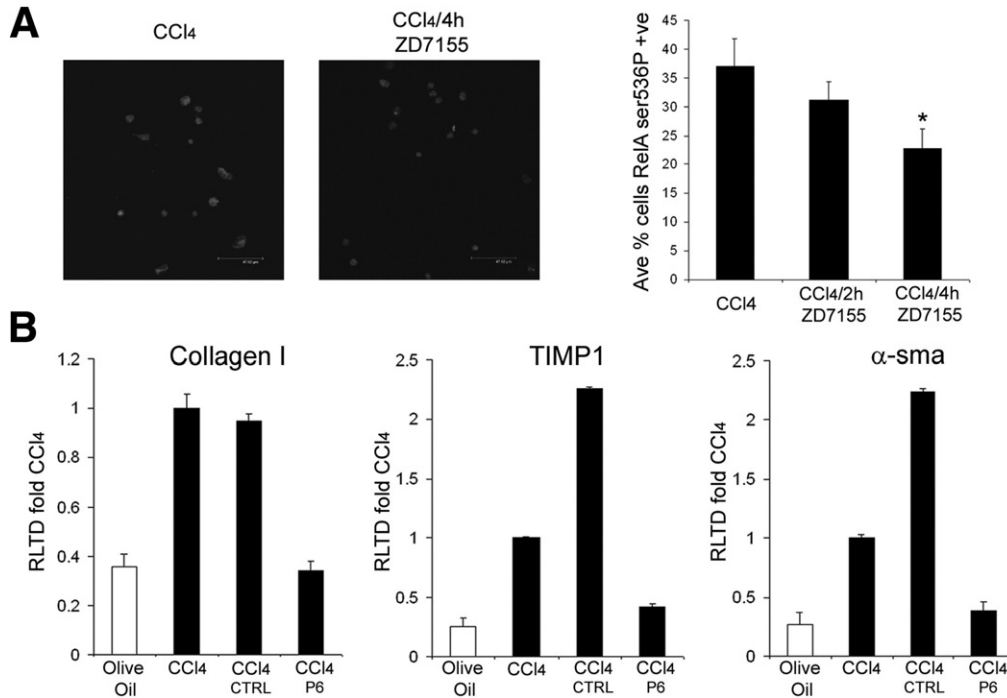 A
CCl4
CCl4/4h
ZD7155
Ave % cells RelA ser536P +ve
45
40
35
30
25
20
15
10
5
0
*
CCl4
CCl4/2h
ZD7155
CCl4/4h
ZD7155
B
Collagen I
RLTD fold CCl4
1.2
1
0.8
0.6
0.4
0.2
0
Olive
Oil
CCl4
CCl4
CTRL
CCl4
P6
TIMP1
RLTD fold CCl4
2.5
2
1.5
1
0.5
0
Olive
Oil
CCl4
CCl4
CTRL
CCl4
P6
α-sma
RLTD fold CCl4
2.5
2
1.5
1
0.5
0
Olive
Oil
CCl4
CCl4
CTRL
CCl4
P6